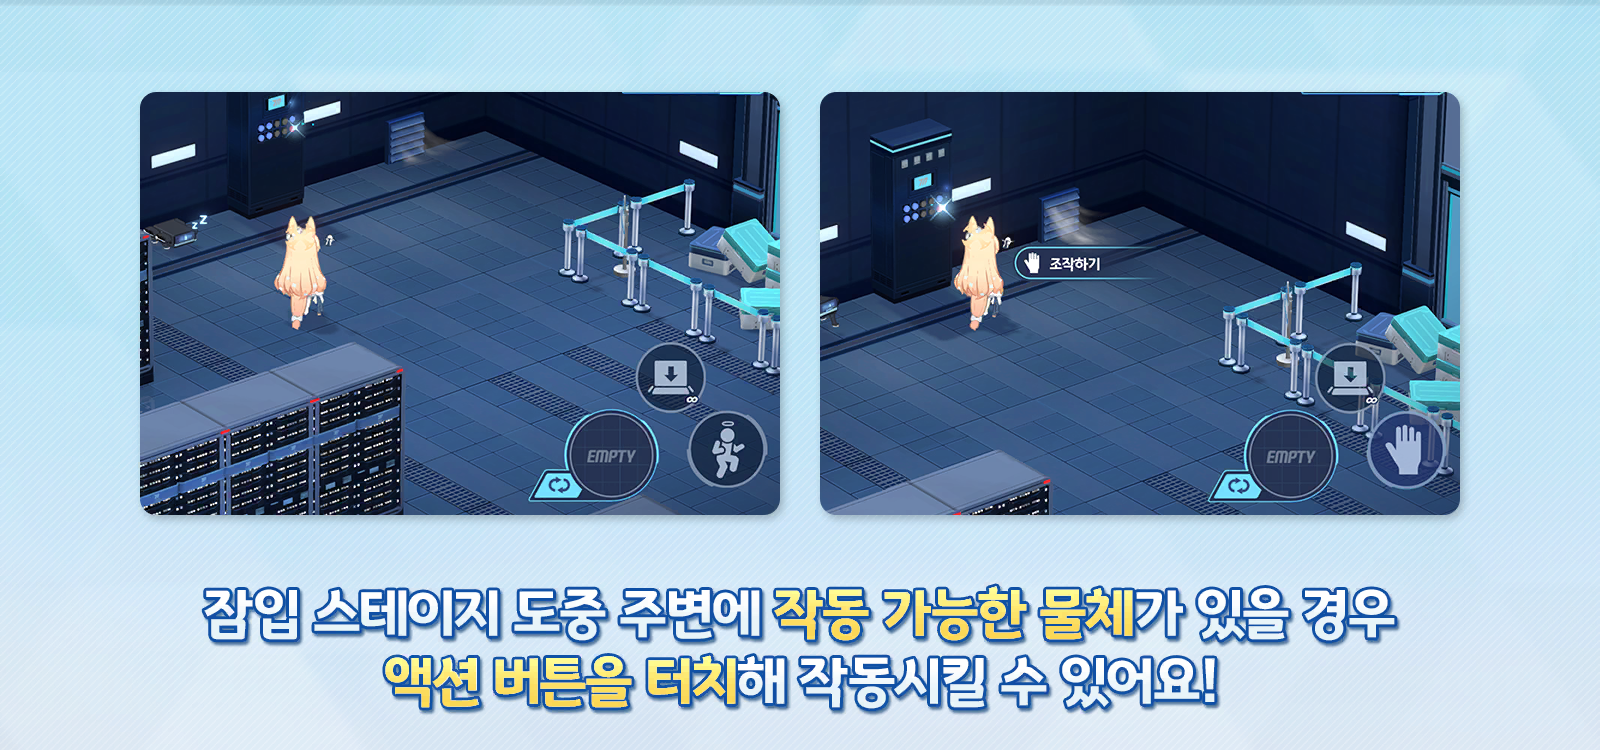 z z
EMPTY
조작하기
EMPTY
잠입 스테이지 도중 주변에 작동 가능한 물체가 있을 경우
액션 버튼을 터치해 작동시킬 수 있어요!